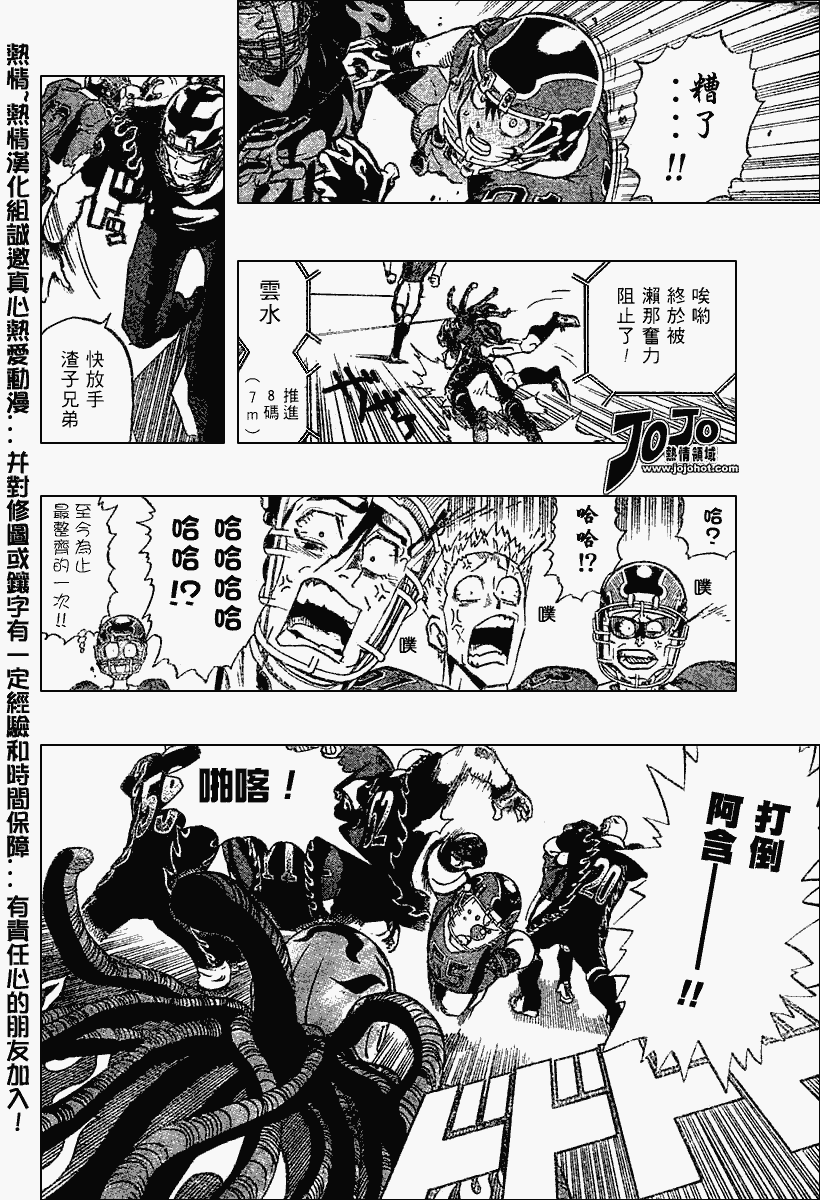 糟了
‥‥!!
唉喲
終於被
瀨那奮力
阻止了!
雲水
推進
8碼
(7m)
快放手
渣子兄弟
JOJO
熱情領域
www.jojohot.com
哈?
噗
哈哈!?
噗
哈哈哈哈
哈哈!?
噗
至今為止
最整齊的一次!!
打倒
阿含——!!
啪喀!
ドドド
20
熱情,熱情漢化組誠邀真心熱愛動漫...并對修圖或鑲字有一定經驗和時間保障...有責任心的朋友加入!